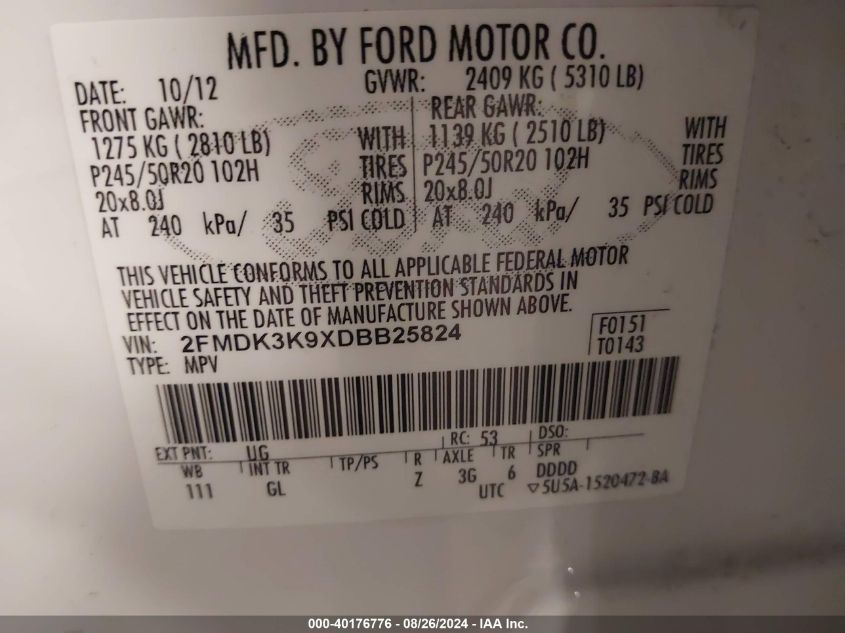 MFD. BY FORD MOTOR CO.
DATE: 10/12 GVWR: 2409 KG ( 5310 LB)
FRONT GAWR: REAR GAWR:
1275 KG ( 2810 LB) WITH 1139 KG ( 2510 LB) WITH
P245/50R20 102H TIRES P245/50R20 102H TIRES
20x8.0J RIMS 20x8.0J RIMS
AT 240 kPa/ 35 PSI COLD AT 240 kPa/ 35 PSI COLD
THIS VEHICLE CONFORMS TO ALL APPLICABLE FEDERAL MOTOR
VEHICLE SAFETY AND THEFT PREVENTION STANDARDS IN
EFFECT ON THE DATE OF MANUFACTURE SHOWN ABOVE.
VIN: 2FMDK3K9XDBB25824 F0151
TYPE: MPV T0143
EXT PNT: UG RC: 53 DSO:
WB INT TR TP/PS R AXLE TR SPR
111 GL Z 3G 6 DDDD
UTC ▽5U5A-1520472-BA
000-40176776 - 08/26/2024 - IAA Inc.